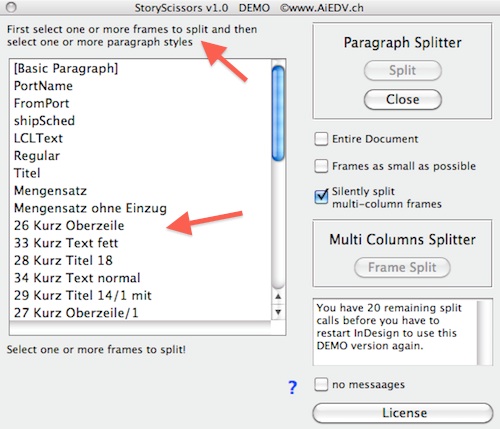 StoryScissors v1.0 DEMO ©www.AiEDV.ch
First select one or more frames to split and then
select one or more paragraph styles
[Basic Paragraph]
PortName
FromPort
shipSched
LCLText
Regular
Titel
Mengensatz
Mengensatz ohne Einzug
26 Kurz Oberzeile
33 Kurz Text fett
28 Kurz Titel 18
34 Kurz Text normal
29 Kurz Titel 14/1 mit
27 Kurz Oberzeile/1
Select one or more frames to split!
Paragraph Splitter
Split
Close
Entire Document
Frames as small as possible
Silently split
multi-column frames
Multi Columns Splitter
Frame Split
You have 20 remaining split
calls before you have to
restart InDesign to use this
DEMO version again.
?
no messaages
License